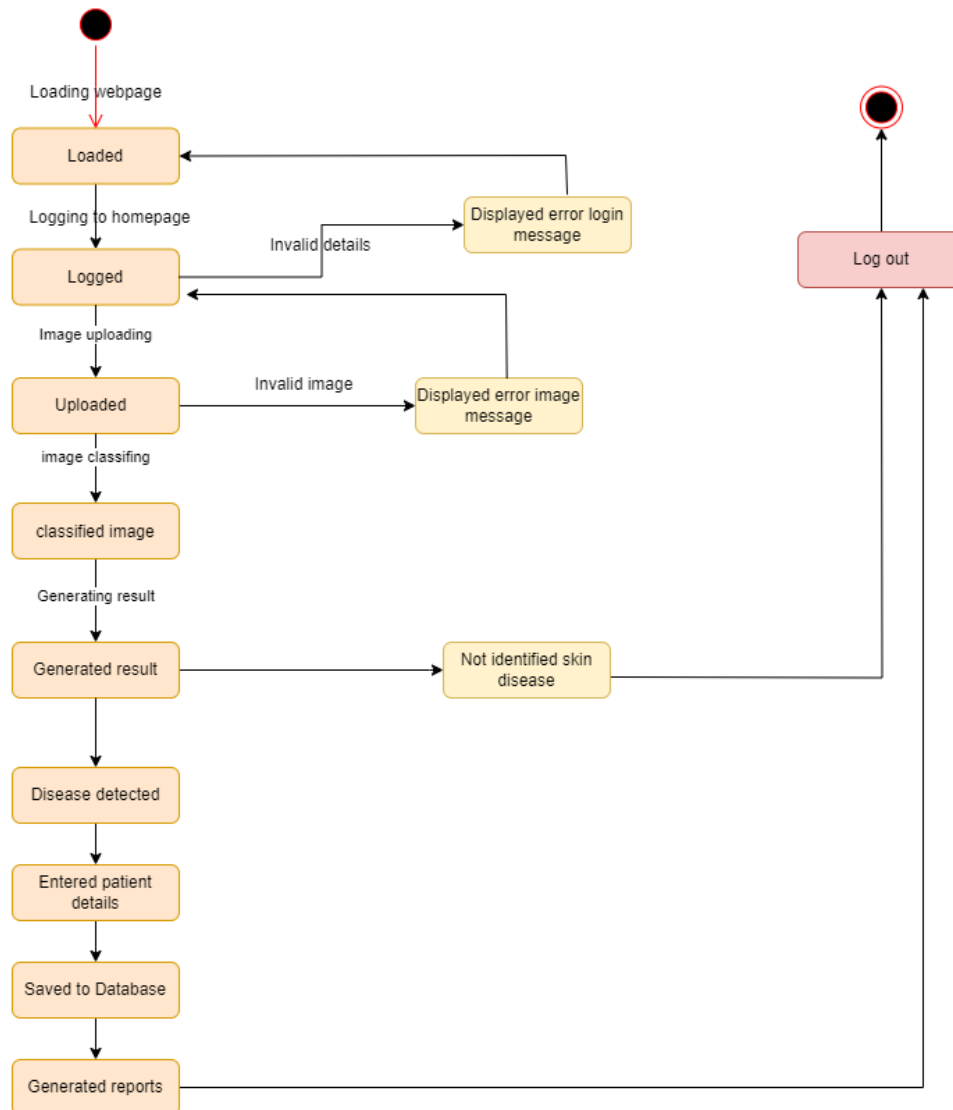 Loading webpage
Loaded
Logging to homepage
Displayed error login
message
Invalid details
Log out
Logged
Image uploading
Invalid image
Displayed error image
message
Uploaded
image classifing
classified image
Generating result
Generated result
Not identified skin
disease
Disease detected
Entered patient
details
Saved to Database
Generated reports